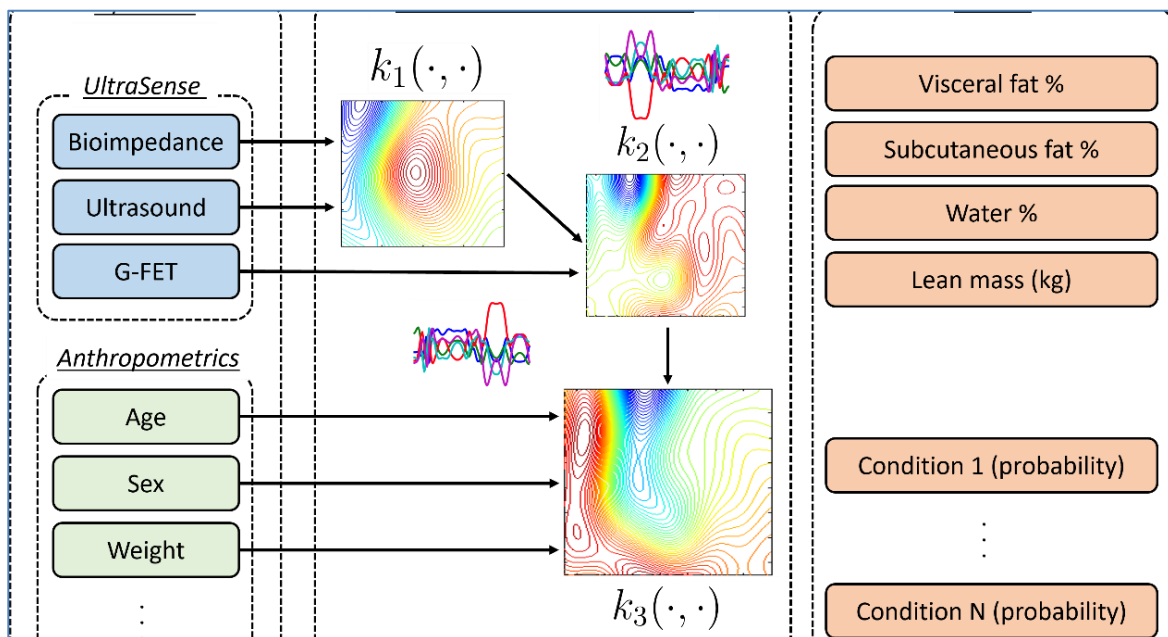 UltraSense
Bioimpedance
Ultrasound
G-FET
Anthropometrics
Age
Sex
Weight
k₁(·, ·)
k₂(·, ·)
k₃(·, ·)
Visceral fat %
Subcutaneous fat %
Water %
Lean mass (kg)
Condition 1 (probability)
Condition N (probability)